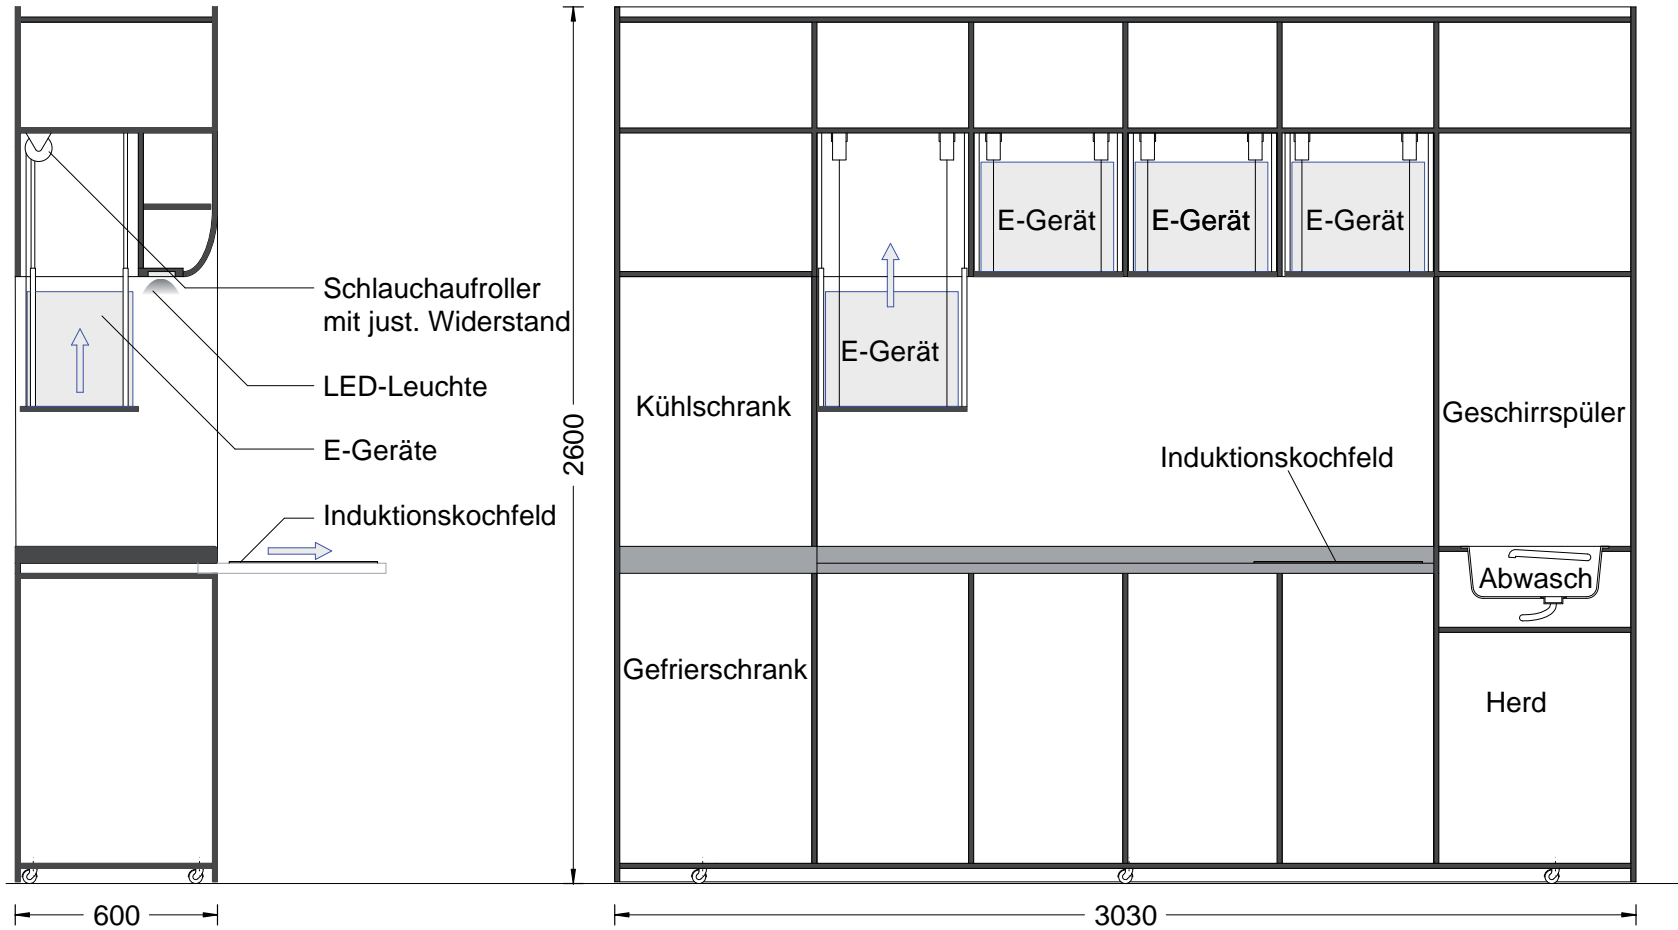 Schlauchaufroller
mit just. Widerstand
LED-Leuchte
E-Geräte
Induktionskochfeld
600
2600
E-Gerät
E-Gerät
E-Gerät
E-Gerät
Kühlschrank
Geschirrspüler
Induktionskochfeld
Abwasch
Gefrierschrank
Herd
3030